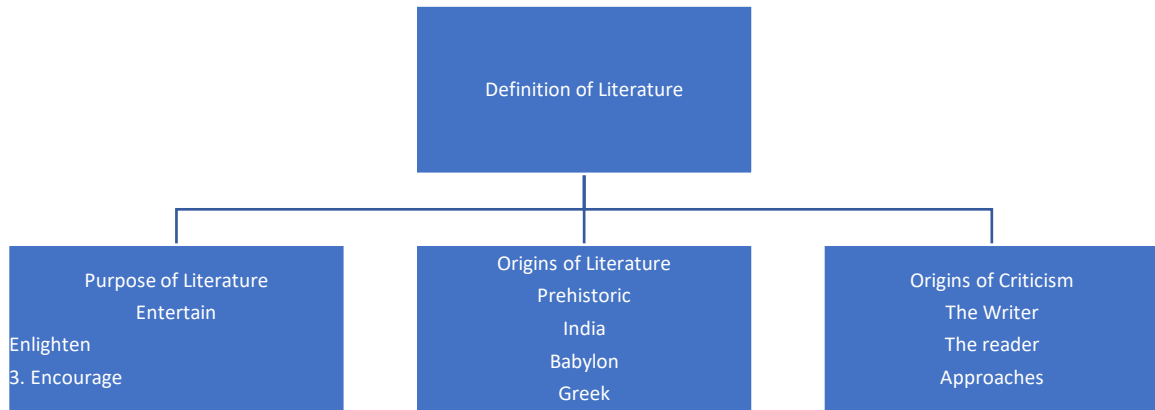 Definition of Literature
Purpose of Literature
Entertain
Enlighten
3. Encourage
Origins of Literature
Prehistoric
India
Babylon
Greek
Origins of Criticism
The Writer
The reader
Approaches